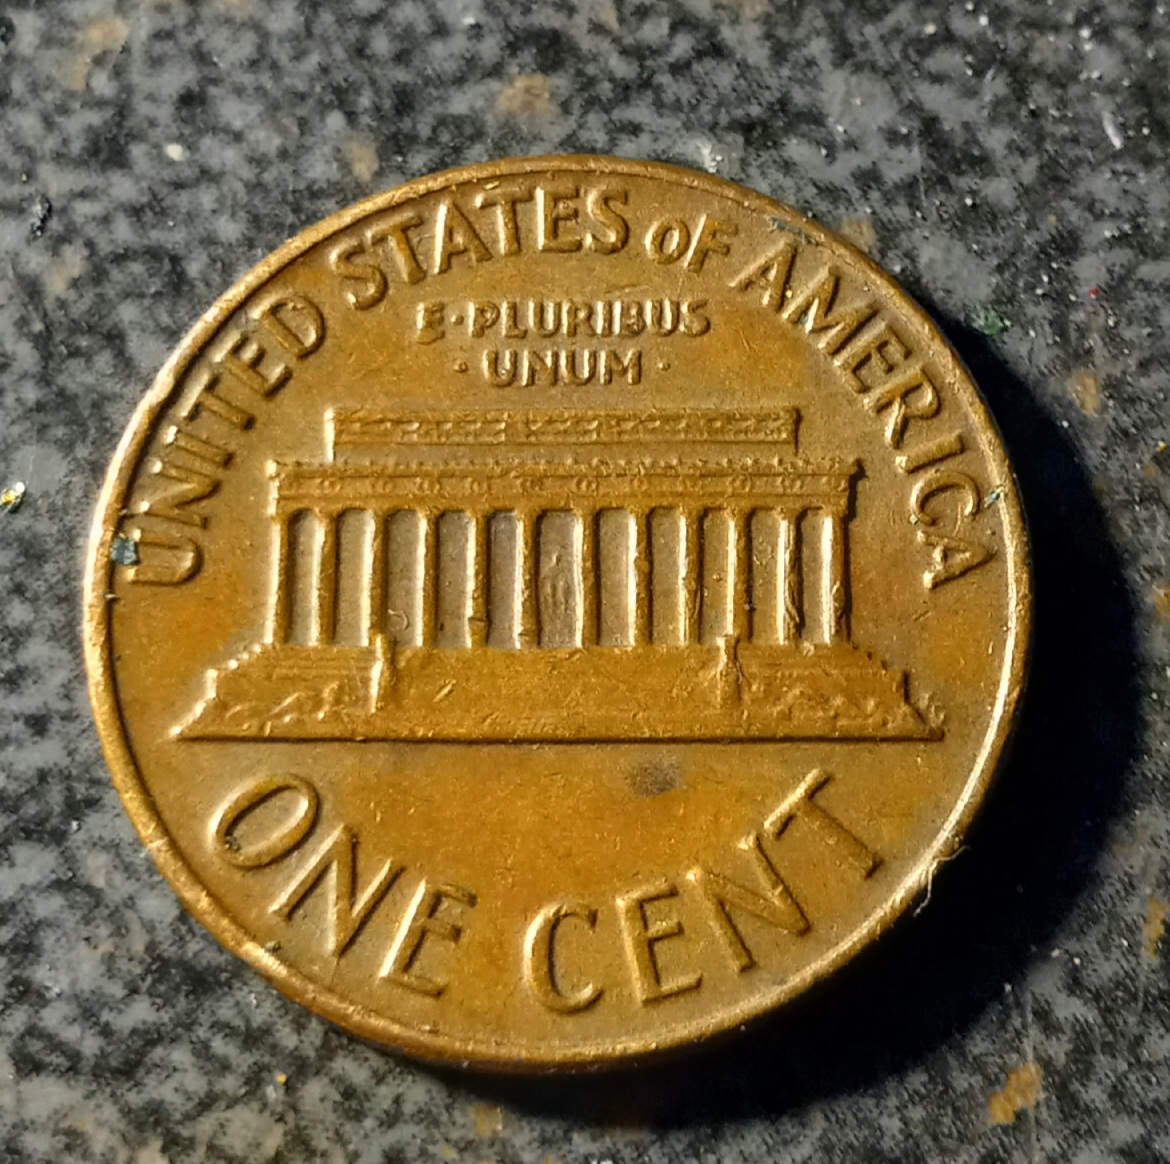 UNITED STATES OF AMERICA
E·PLURIBUS
·UNUM·
ONE CENT